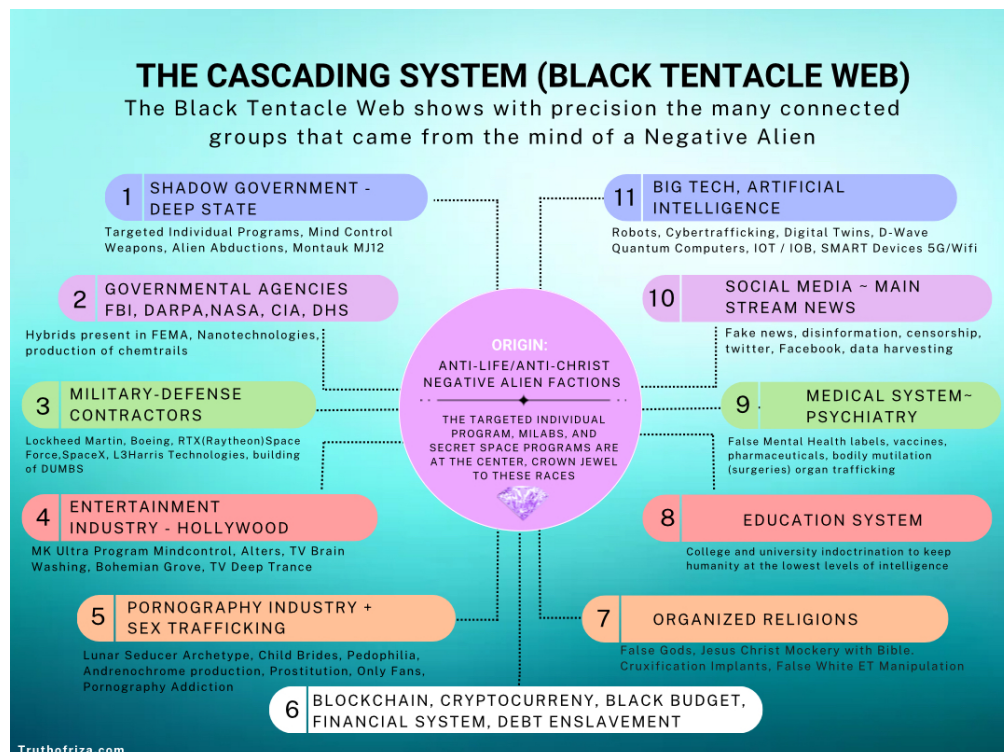 THE CASCADING SYSTEM (BLACK TENTACLE WEB)
The Black Tentacle Web shows with precision the many connected
groups that came from the mind of a Negative Alien
1
SHADOW GOVERNMENT -
DEEP STATE
Targeted Individual Programs, Mind Control
Weapons, Alien Abductions, Montauk MJ12
2
GOVERNMENTAL AGENCIES
FBI, DARPA,NASA, CIA, DHS
Hybrids present in FEMA, Nanotechnologies,
production of chemtrails
3
MILITARY-DEFENSE
CONTRACTORS
Lockheed Martin, Boeing, RTX(Raytheon)Space
Force,SpaceX, L3Harris Technologies, building
of DUMBS
4
ENTERTAINMENT
INDUSTRY - HOLLYWOOD
MK Ultra Program Mindcontrol, Alters, TV Brain
Washing, Bohemian Grove, TV Deep Trance
5
PORNOGRAPHY INDUSTRY +
SEX TRAFFICKING
Lunar Seducer Archetype, Child Brides, Pedophilia,
Andrenochrome production, Prostitution, Only Fans,
Pornography Addiction
6
BLOCKCHAIN, CRYPTOCURRENY, BLACK BUDGET,
FINANCIAL SYSTEM, DEBT ENSLAVEMENT
ORIGIN:
ANTI-LIFE/ANTI-CHRIST
NEGATIVE ALIEN FACTIONS
THE TARGETED INDIVIDUAL
PROGRAM, MILABS, AND
SECRET SPACE PROGRAMS ARE
AT THE CENTER, CROWN JEWEL
TO THESE RACES
11
BIG TECH, ARTIFICIAL
INTELLIGENCE
Robots, Cybertrafficking, Digital Twins, D-Wave
Quantum Computers, IOT / IOB, SMART Devices 5G/Wifi
10
SOCIAL MEDIA ~ MAIN
STREAM NEWS
Fake news, disinformation, censorship,
twitter, Facebook, data harvesting
9
MEDICAL SYSTEM~
PSYCHIATRY
False Mental Health labels, vaccines,
pharmaceuticals, bodily mutilation
(surgeries) organ trafficking
8
EDUCATION SYSTEM
College and university indoctrination to keep
humanity at the lowest levels of intelligence
7
ORGANIZED RELIGIONS
False Gods, Jesus Christ Mockery with Bible.
Cruxification Implants, False White ET Manipulation
Truthofriza.com